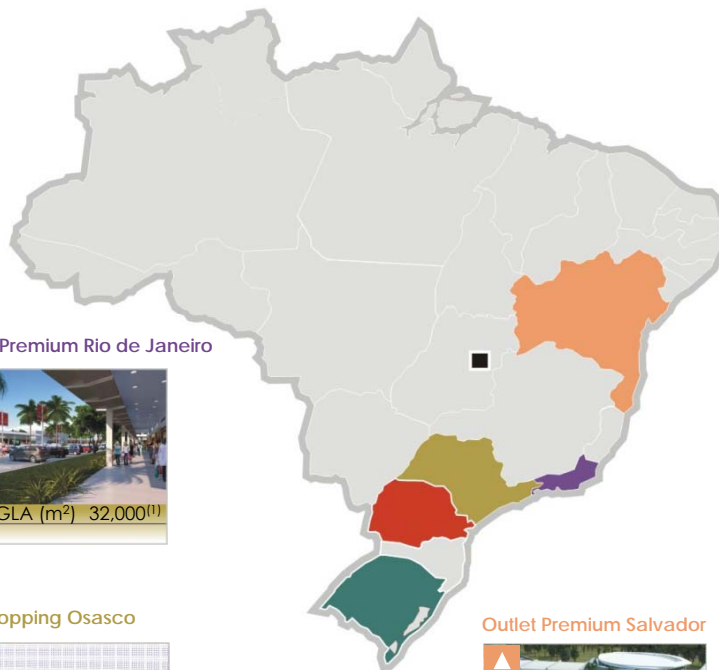 Premium Rio de Janeiro
GLA (m²) 32,000⁽¹⁾
opping Osasco
Outlet Premium Salvador